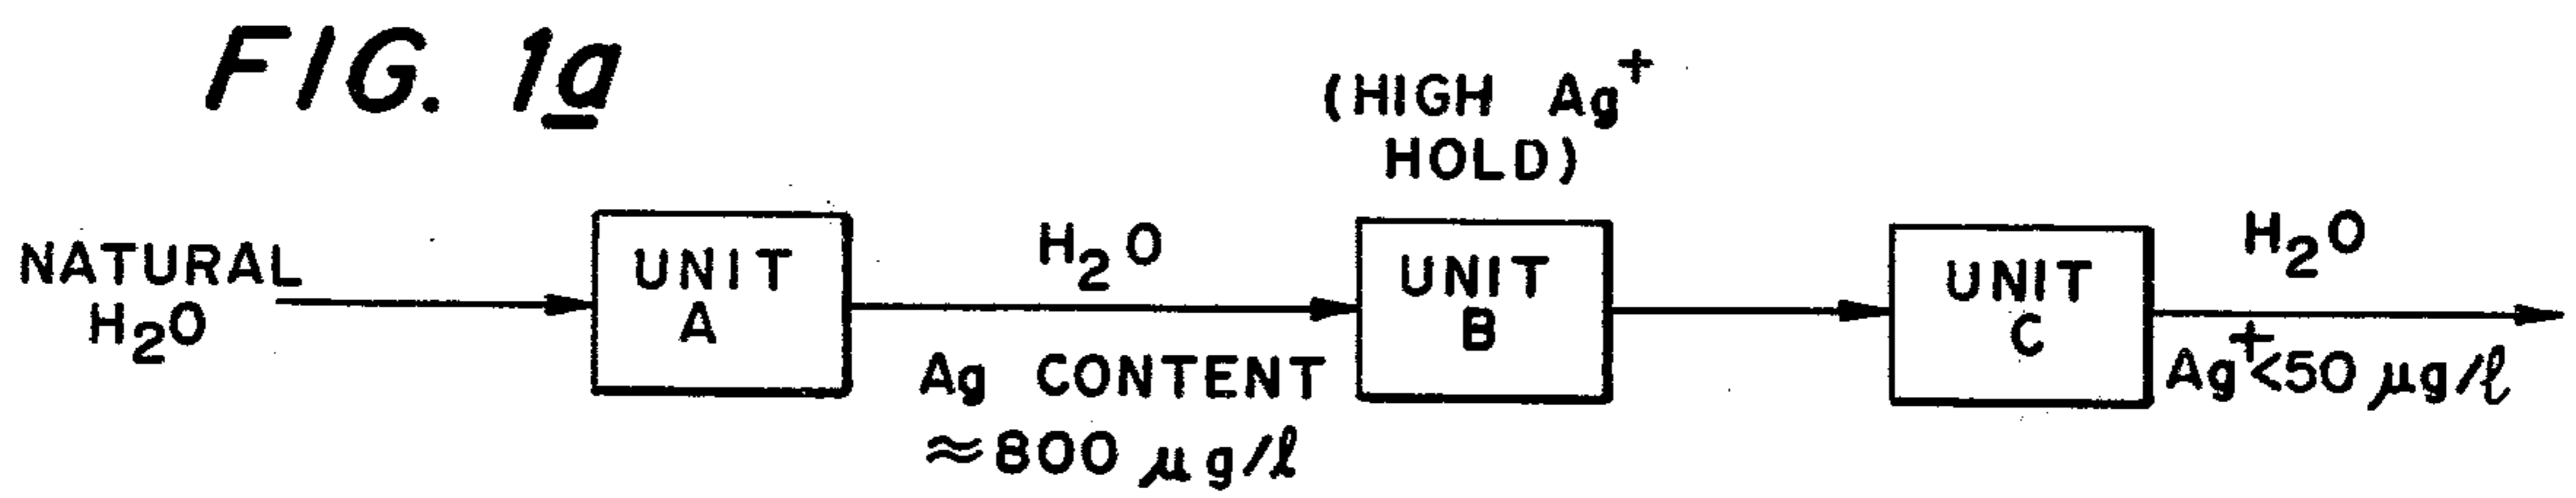 FIG. 1a
(HIGH Ag⁺
HOLD)
NATURAL
H₂O
UNIT
A
H₂O
Ag CONTENT
≈800 μg/ℓ
UNIT
B
UNIT
C
H₂O
Ag⁺<50 μg/ℓ